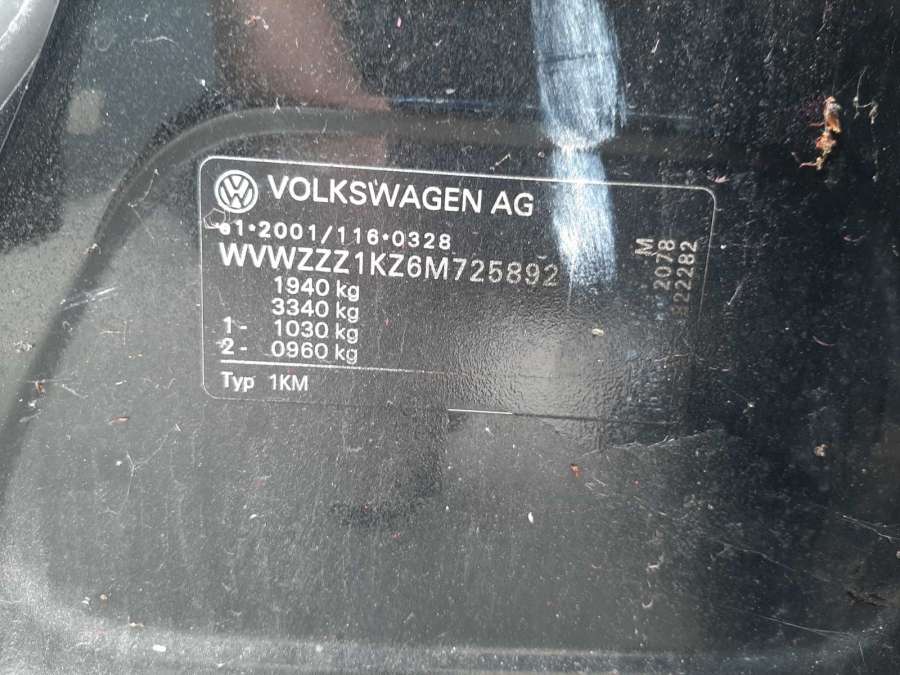 VOLKSWAGEN AG
e1*2001/116*0328
WVWZZZ1KZ6M725892
1940 kg
3340 kg
1- 1030 kg
2- 0960 kg
Typ 1KM
M
2078
922282